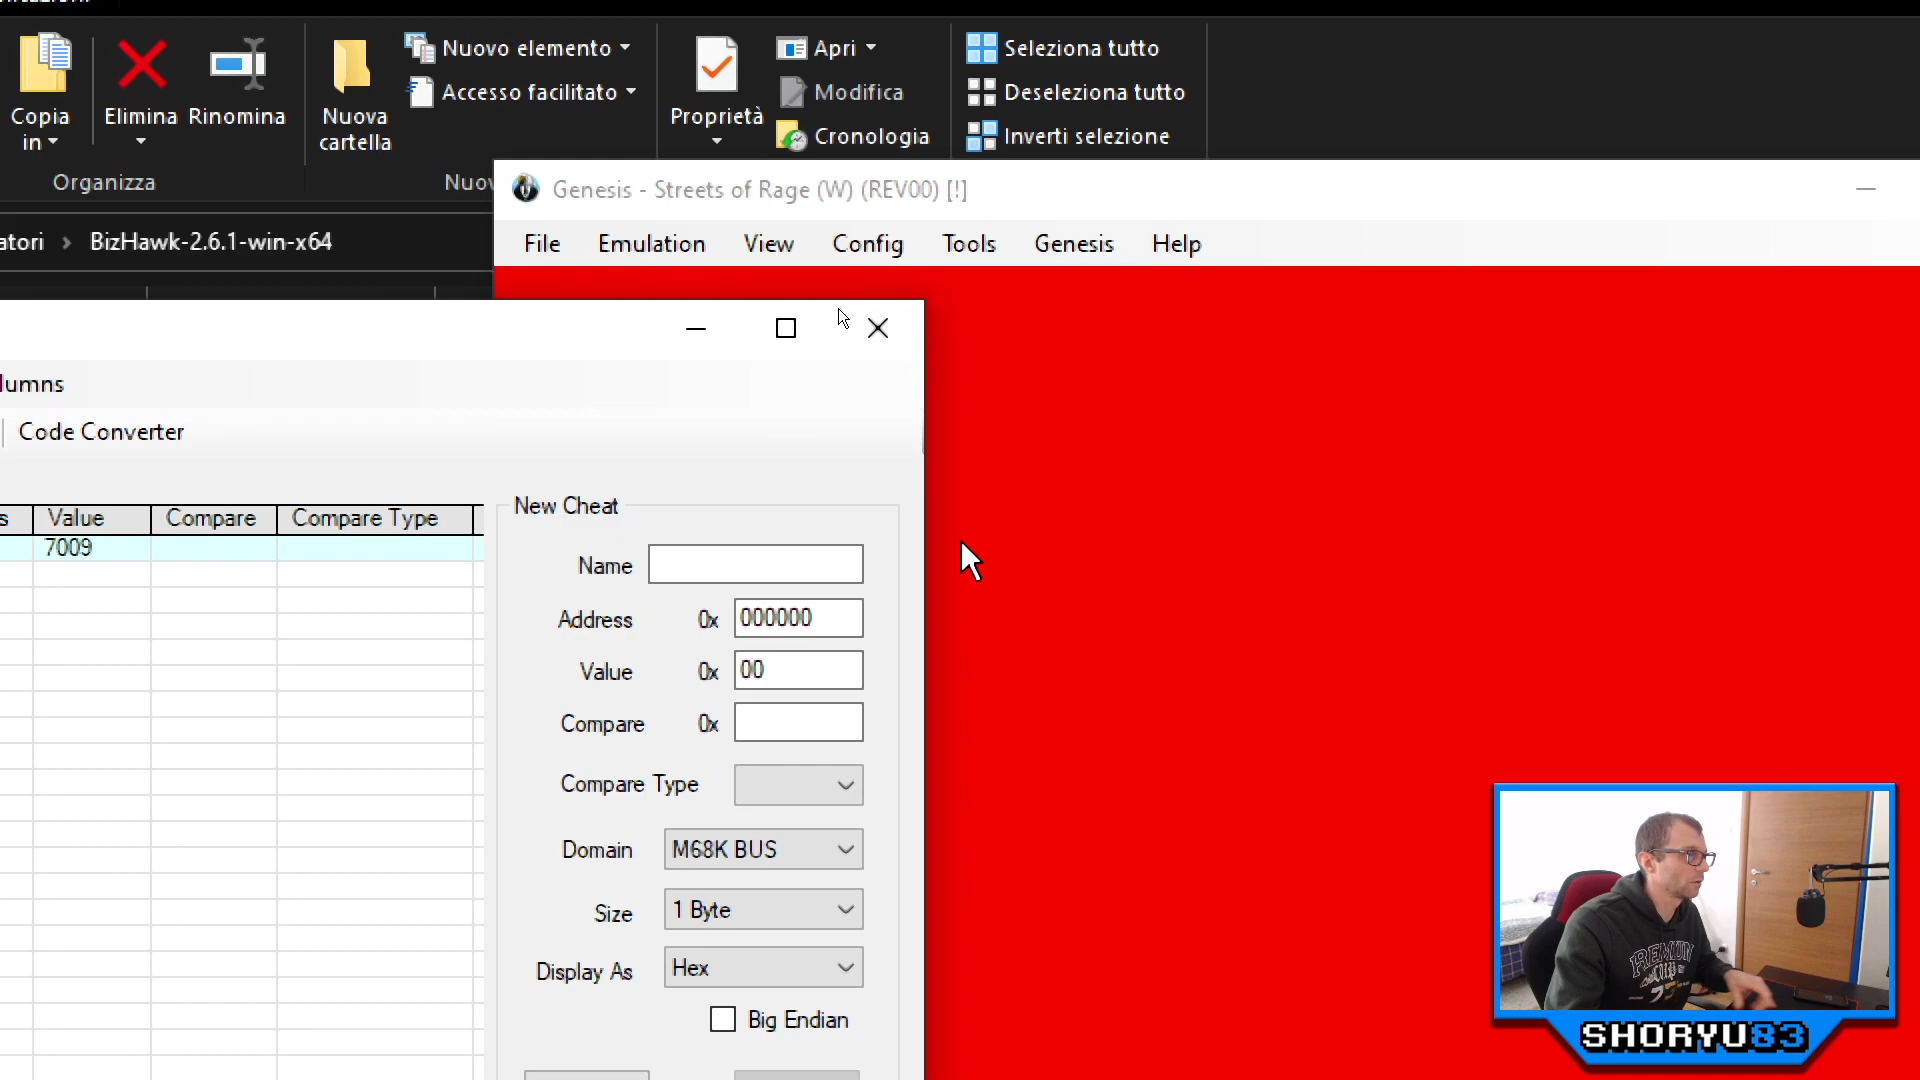 Copia
in
Elimina
Rinomina
Nuova
cartella
Nuovo elemento
Accesso facilitato
Proprietà
Apri
Modifica
Cronologia
Seleziona tutto
Deseleziona tutto
Inverti selezione
Organizza
Nuov
Genesis - Streets of Rage (W) (REV00) [!]
atori > BizHawk-2.6.1-win-x64
File Emulation View Config Tools Genesis Help
lumns
Code Converter
s Value Compare Compare Type
7009
New Cheat
Name
Address 0x 000000
Value 0x 00
Compare 0x
Compare Type
Domain M68K BUS
Size 1 Byte
Display As Hex
Big Endian
PREMIUM
SHORYU83